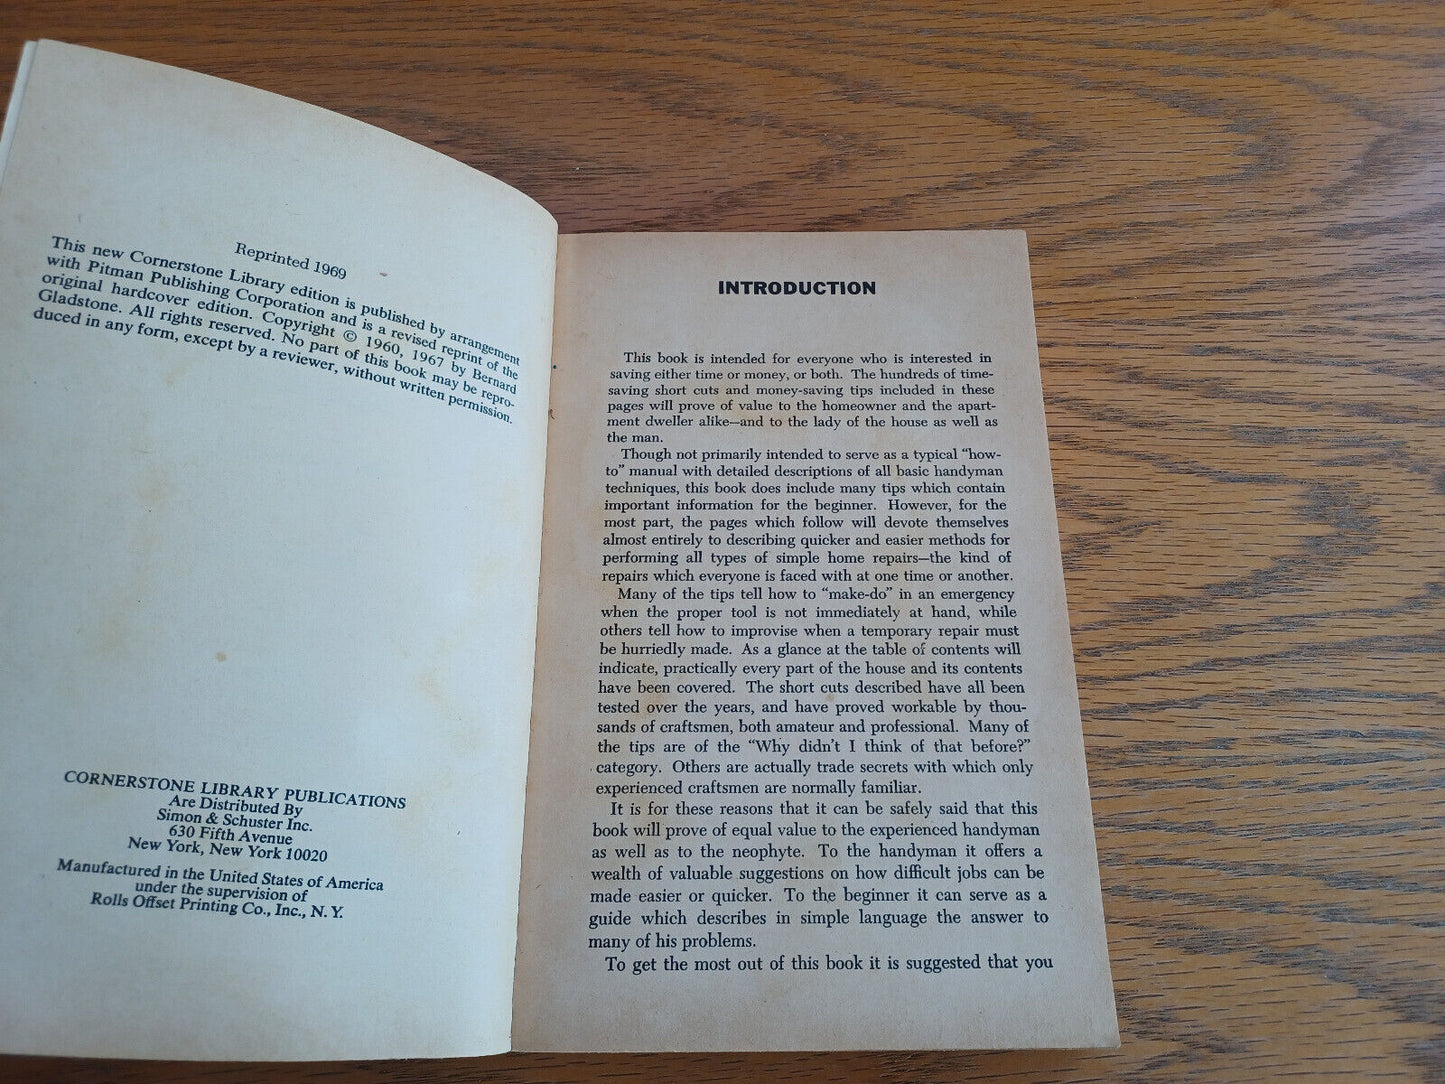 Reprinted 1969
This new Cornerstone Library edition is published by arrangement
with Pitman Publishing Corporation and is a revised reprint of the
original hardcover edition. Copyright © 1960, 1967 by Bernard
Gladstone. All rights reserved. No part of this book may be repro-
duced in any form, except by a reviewer, without written permission.
CORNERSTONE LIBRARY PUBLICATIONS
Are Distributed By
Simon & Schuster Inc.
630 Fifth Avenue
New York, New York 10020
Manufactured in the United States of America
under the supervision of
Rolls Offset Printing Co., Inc., N. Y.
INTRODUCTION
This book is intended for everyone who is interested in
saving either time or money, or both. The hundreds of time-
saving short cuts and money-saving tips included in these
pages will prove of value to the homeowner and the apart-
ment dweller alike—and to the lady of the house as well as
the man.
Though not primarily intended to serve as a typical “how-
to” manual with detailed descriptions of all basic handyman
techniques, this book does include many tips which contain
important information for the beginner. However, for the
most part, the pages which follow will devote themselves
almost entirely to describing quicker and easier methods for
performing all types of simple home repairs—the kind of
repairs which everyone is faced with at one time or another.
Many of the tips tell how to “make-do” in an emergency
when the proper tool is not immediately at hand, while
others tell how to improvise when a temporary repair must
be hurriedly made. As a glance at the table of contents will
indicate, practically every part of the house and its contents
have been covered. The short cuts described have all been
tested over the years, and have proved workable by thou-
sands of craftsmen, both amateur and professional. Many of
the tips are of the “Why didn’t I think of that before?”
category. Others are actually trade secrets with which only
experienced craftsmen are normally familiar.
It is for these reasons that it can be safely said that this
book will prove of equal value to the experienced handyman
as well as to the neophyte. To the handyman it offers a
wealth of valuable suggestions on how difficult jobs can be
made easier or quicker. To the beginner it can serve as a
guide which describes in simple language the answer to
many of his problems.
To get the most out of this book it is suggested that you